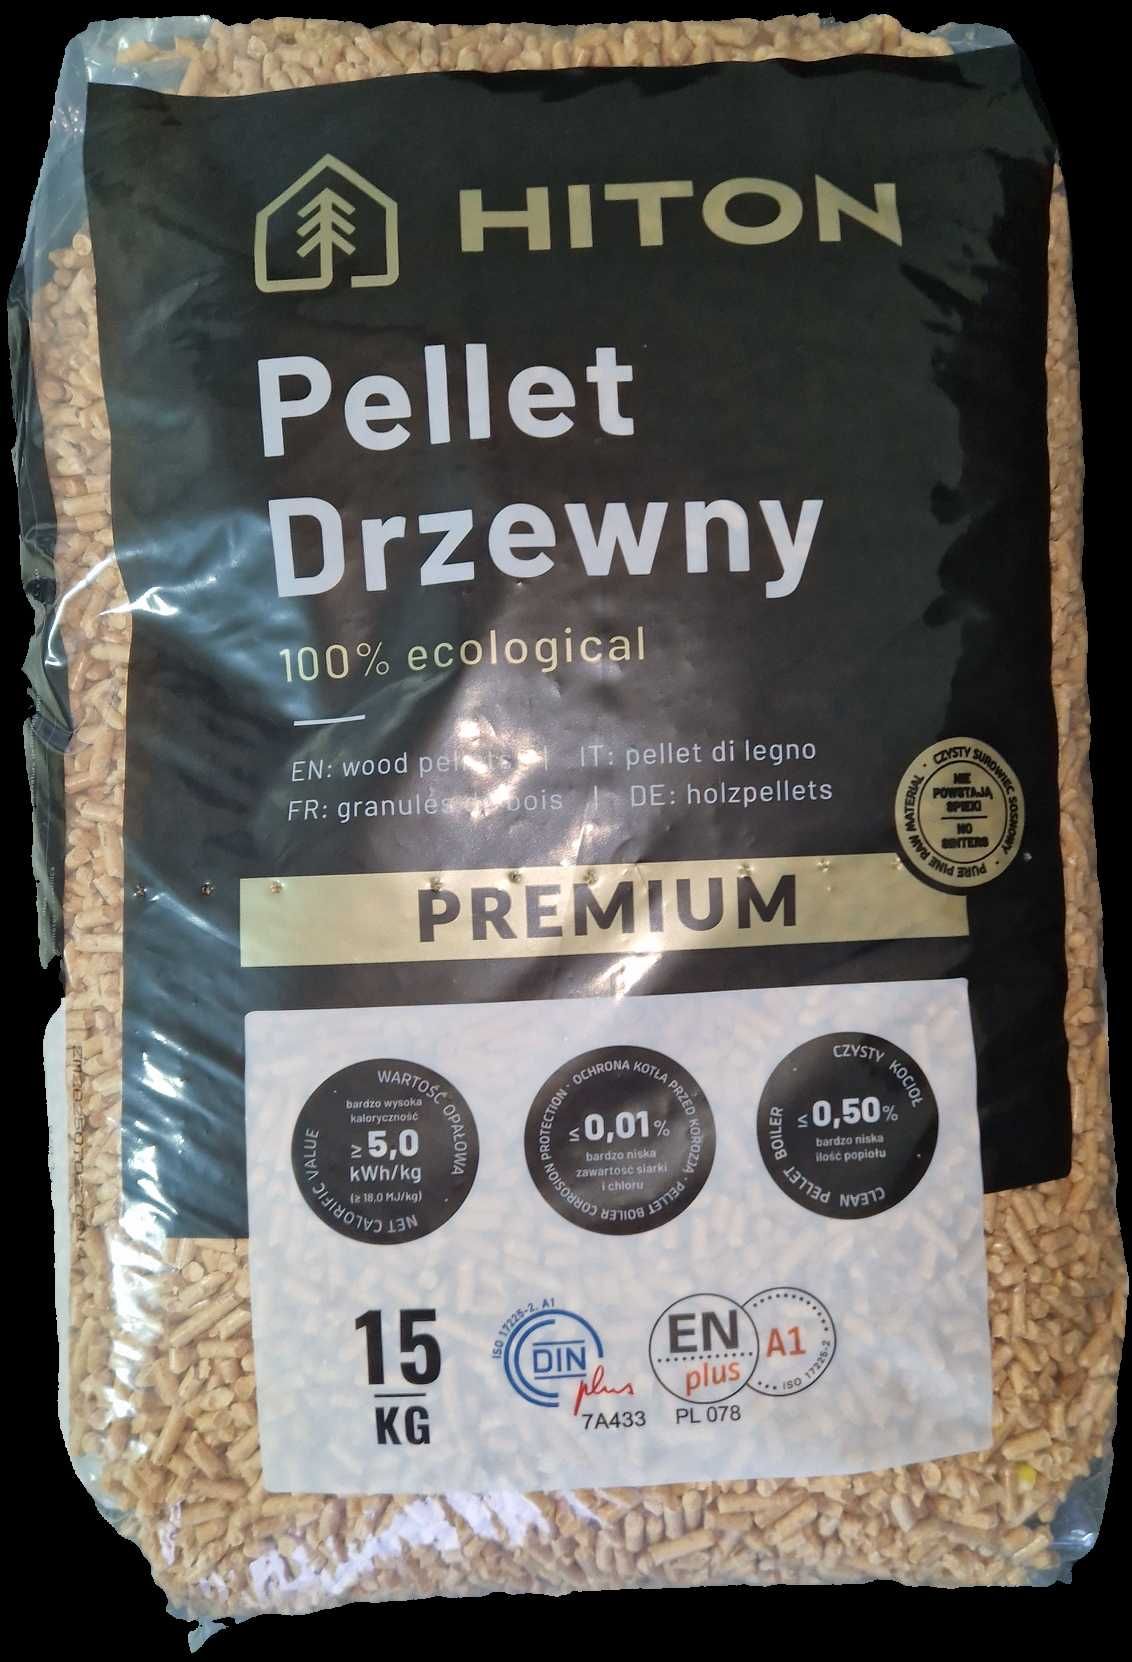 HITON
Pellet
Drzewny
100% ecological
EN: wood pellets | IT: pellet di legno
FR: granulés de bois | DE: holzpellets
CZYSTY SUROWIEC SOSNOWY · PURE PINE RAW MATERIAL ·
NIE
POWSTAJĄ
SPIEKI
NO
SINTERS
PREMIUM
WARTOŚĆ OPAŁOWA
bardzo wysoka
kaloryczność
≥ 5,0
kWh/kg
(≥ 18,0 MJ/kg)
NET CALORIFIC VALUE
OCHRONA KOTŁA PRZED KOROZJĄ · PELLET BOILER CORROSION PROTECTION ·
≤ 0,01%
bardzo niska
zawartość siarki
i chloru
CZYSTY KOCIOŁ
≤ 0,50%
bardzo niska
ilość popiołu
CLEAN PELLET BOILER
15
KG
ISO 17225-2, A1
DIN
plus
7A433
EN
plus
A1
ISO 17225-2
PL 078